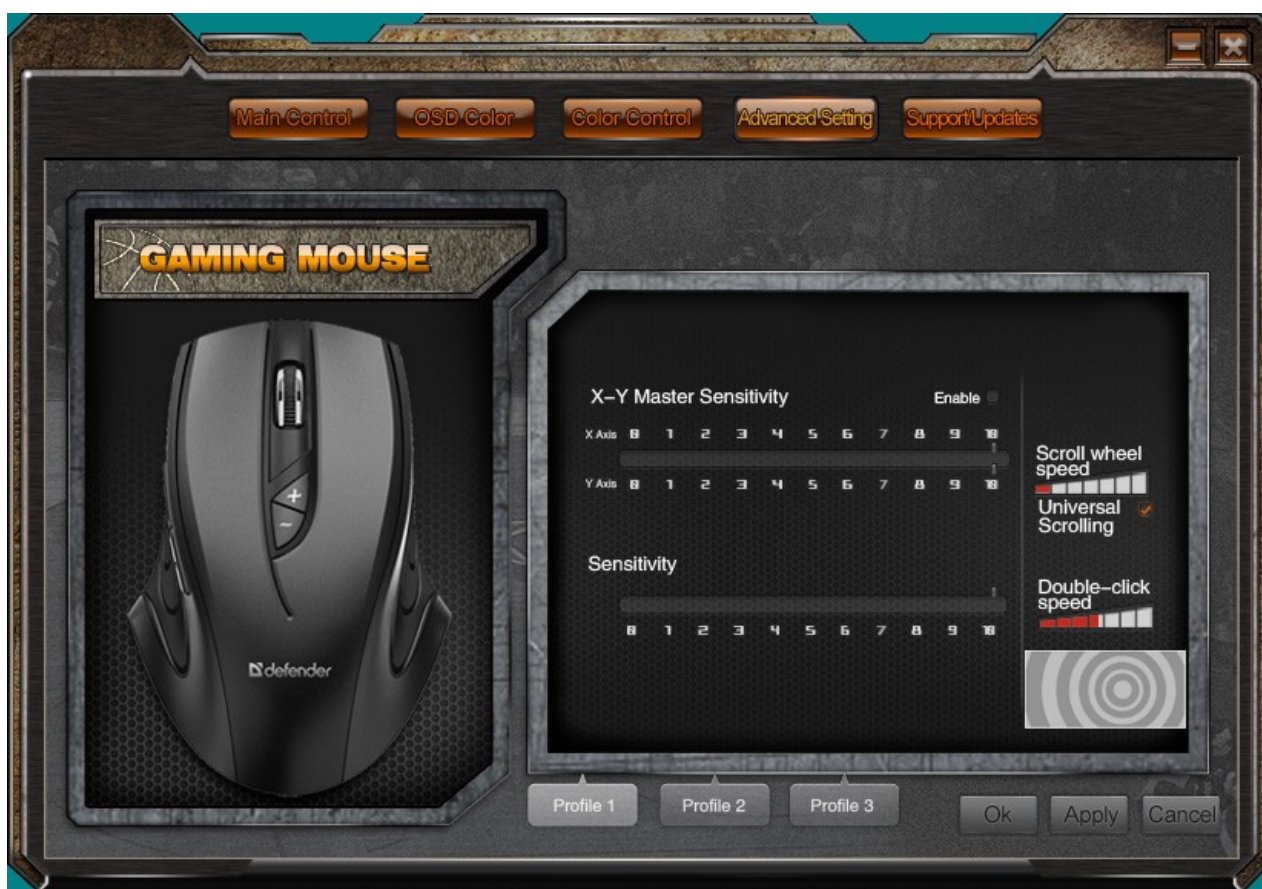 Main Control OSD Color Color Control Advanced Setting Support/Updates
GAMING MOUSE
defender
X-Y Master Sensitivity Enable
X Axis 0 1 2 3 4 5 6 7 8 9 10
Y Axis 0 1 2 3 4 5 6 7 8 9 10
Sensitivity
0 1 2 3 4 5 6 7 8 9 10
Scroll wheel
speed
Universal
Scrolling
Double-click
speed
Profile 1 Profile 2 Profile 3
Ok Apply Cancel